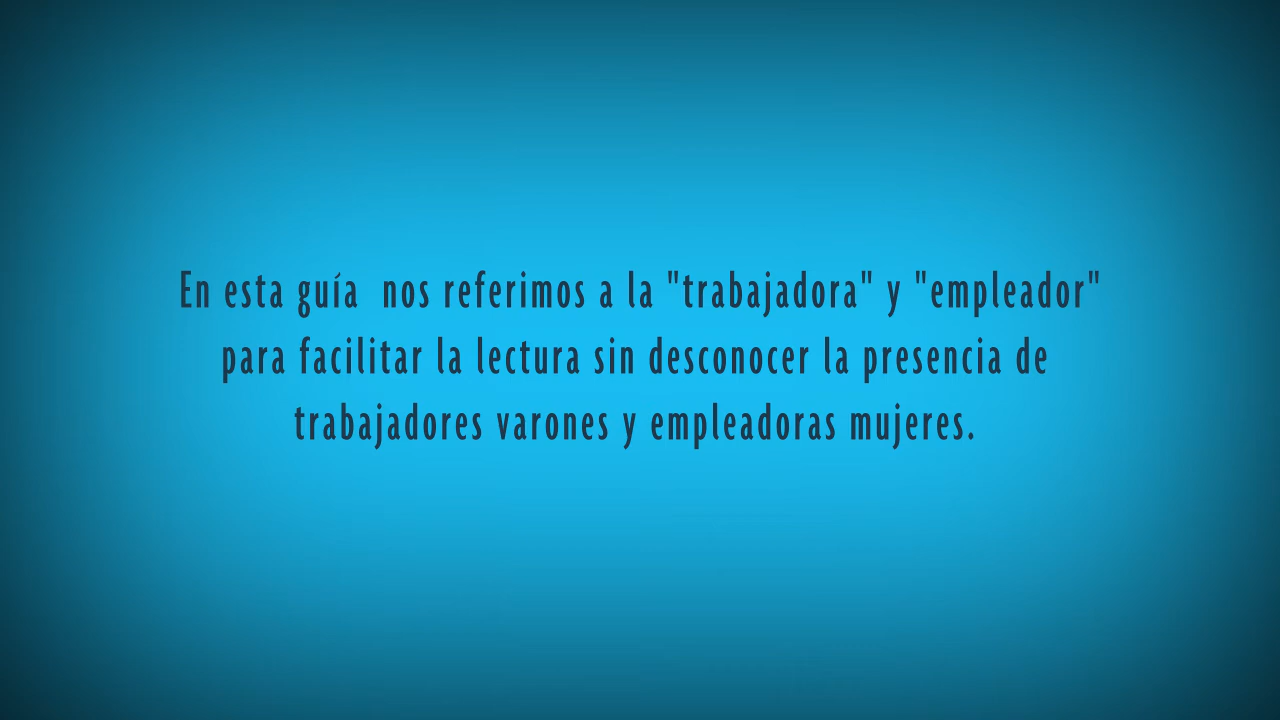 En esta guía nos referimos a la "trabajadora" y "empleador"
para facilitar la lectura sin desconocer la presencia de
trabajadores varones y empleadoras mujeres.